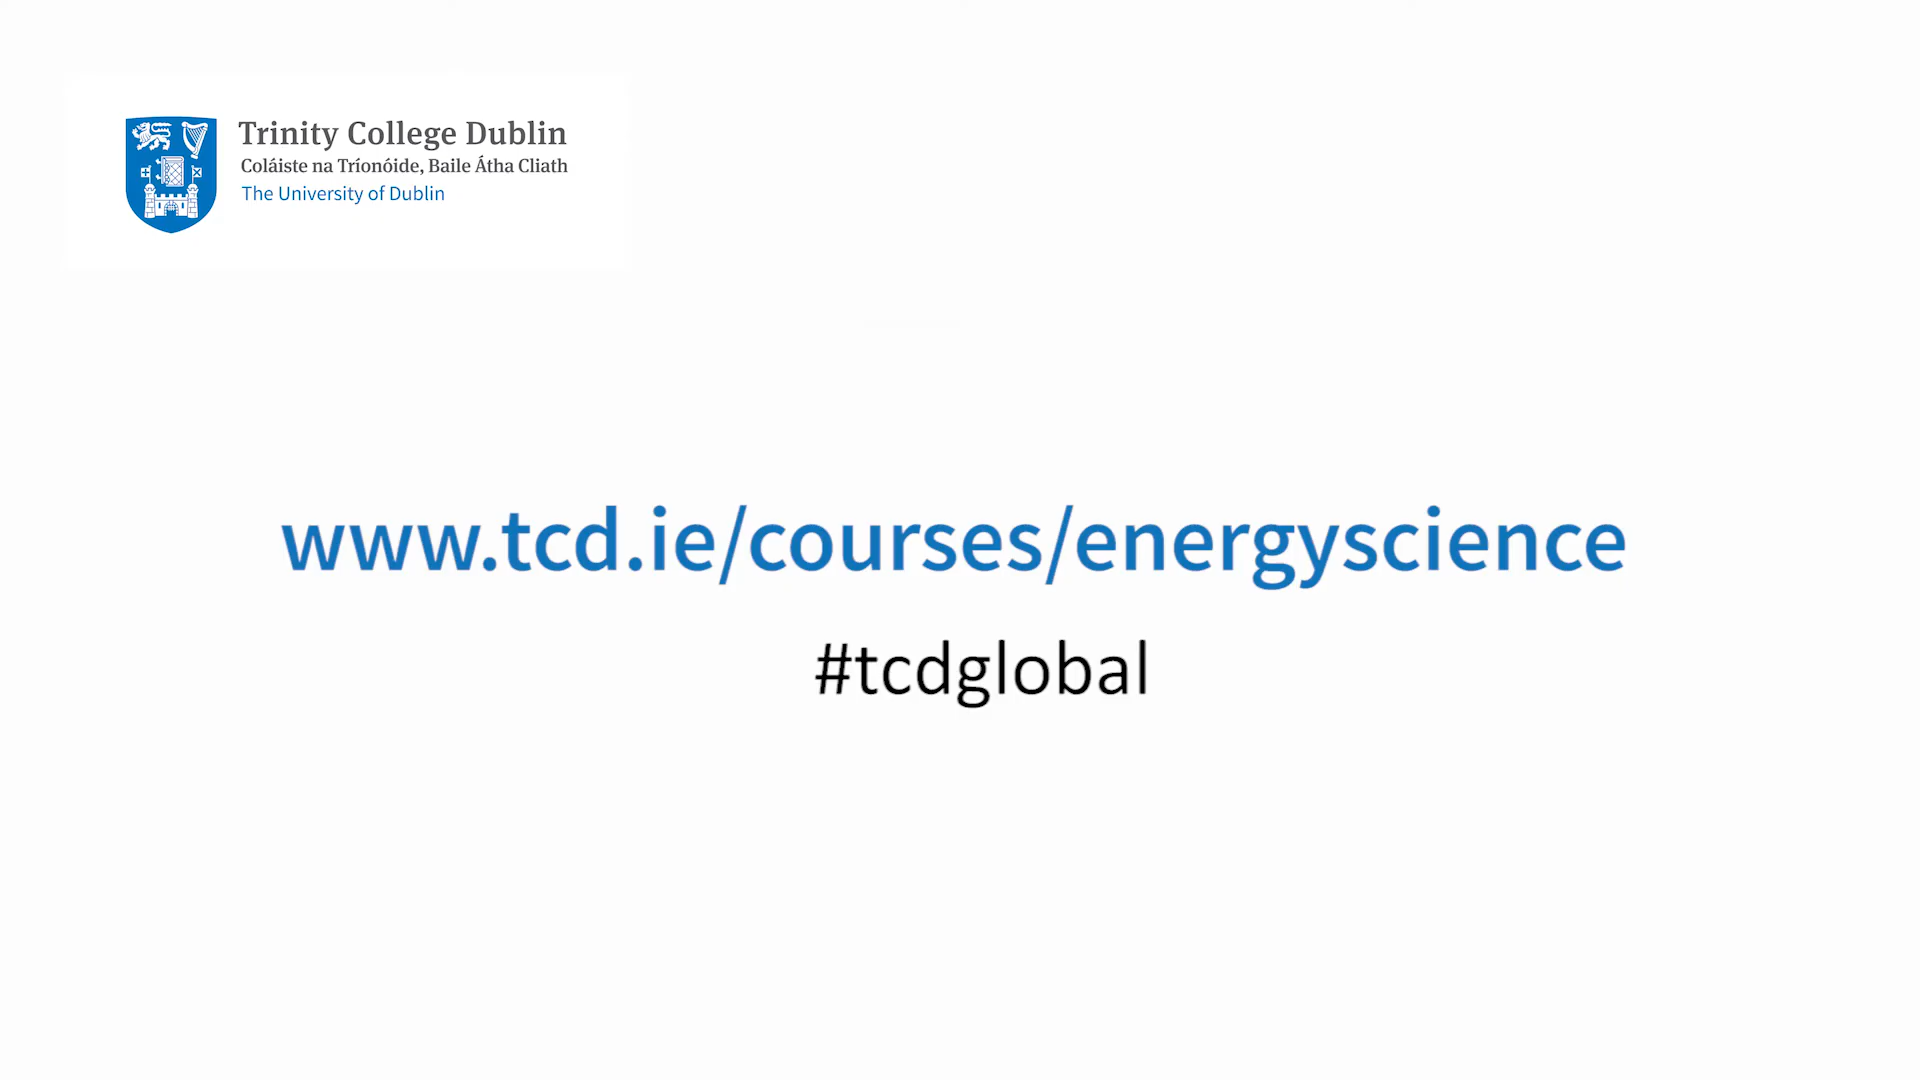 Trinity College Dublin
Coláiste na Tríonóide, Baile Átha Cliath
The University of Dublin
www.tcd.ie/courses/energyscience
#tcdglobal